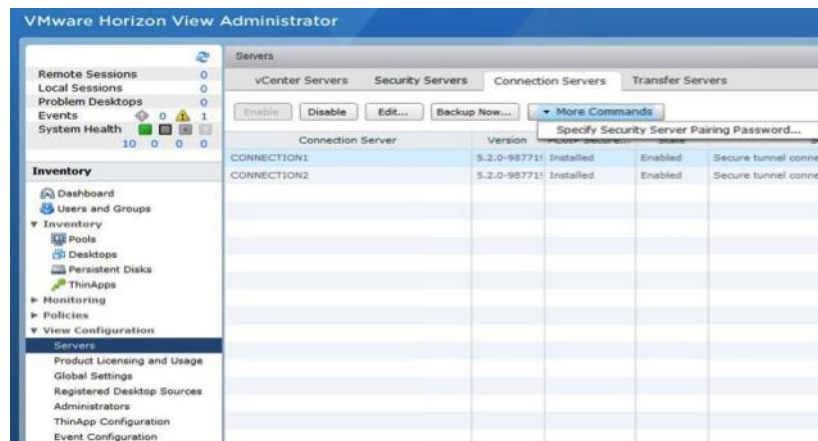 VMware Horizon View Administrator
Remote Sessions 0
Local Sessions 0
Problem Desktops 0
Events 0 1
System Health
10 0 0 0
Inventory
Dashboard
Users and Groups
Inventory
Pools
Desktops
Persistent Disks
ThinApps
Monitoring
Policies
View Configuration
Servers
Product Licensing and Usage
Global Settings
Registered Desktop Sources
Administrators
ThinApp Configuration
Event Configuration
Servers
vCenter Servers Security Servers Connection Servers Transfer Servers
Enable Disable Edit... Backup Now... More Commands
Specify Security Server Pairing Password...
Connection Server Version
CONNECTION1 Installed Enabled Secure tunnel conne
CONNECTION2 Installed Enabled Secure tunnel conne